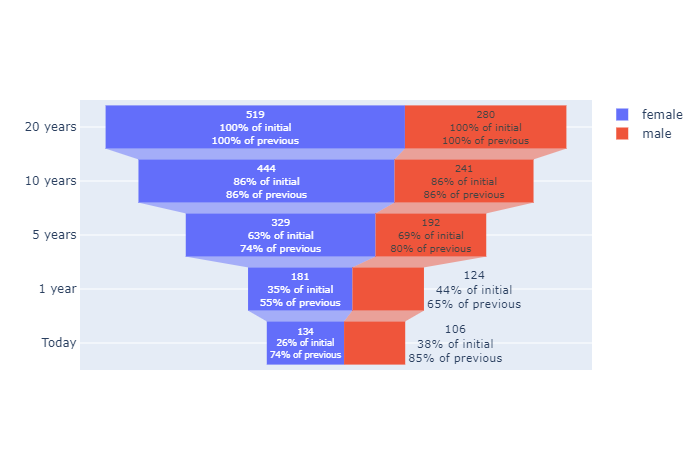 519
100% of initial
100% of previous
280
100% of initial
100% of previous
female
male
20 years
444
86% of initial
86% of previous
241
86% of initial
86% of previous
10 years
329
63% of initial
74% of previous
192
69% of initial
80% of previous
5 years
181
35% of initial
55% of previous
124
44% of initial
65% of previous
1 year
134
26% of initial
74% of previous
106
38% of initial
85% of previous
Today